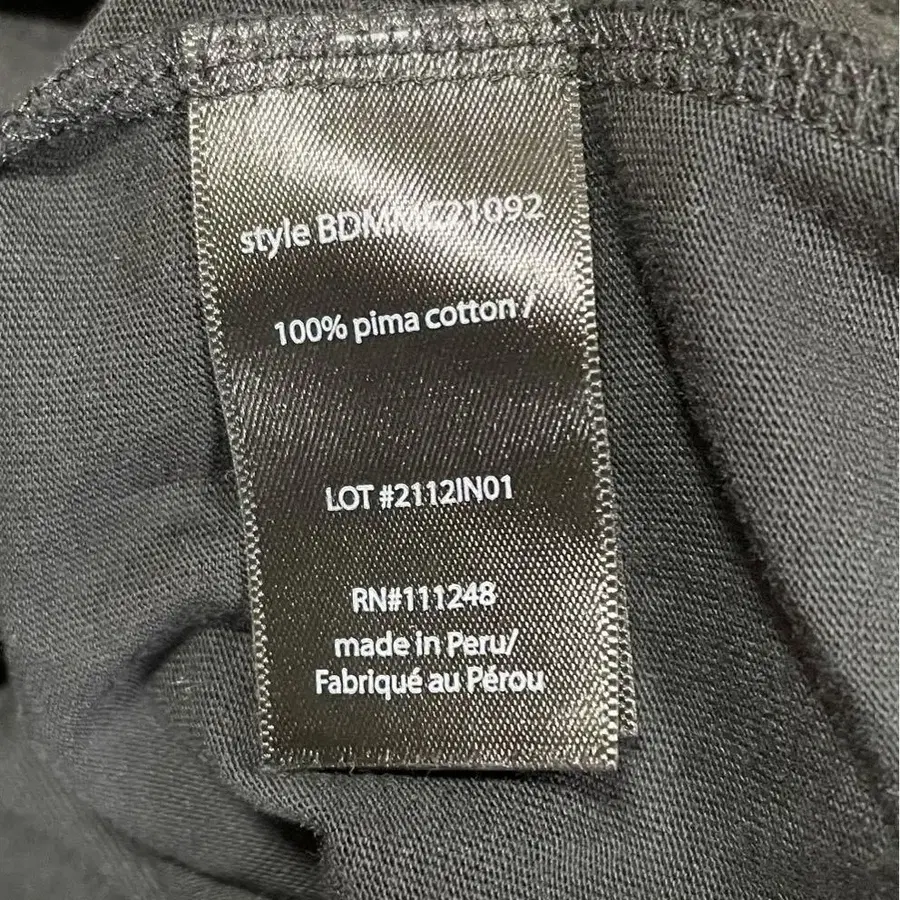 style
100% pima cotton /
LOT #2112IN01
RN#111248
made in Peru/
Fabriqué au Pérou